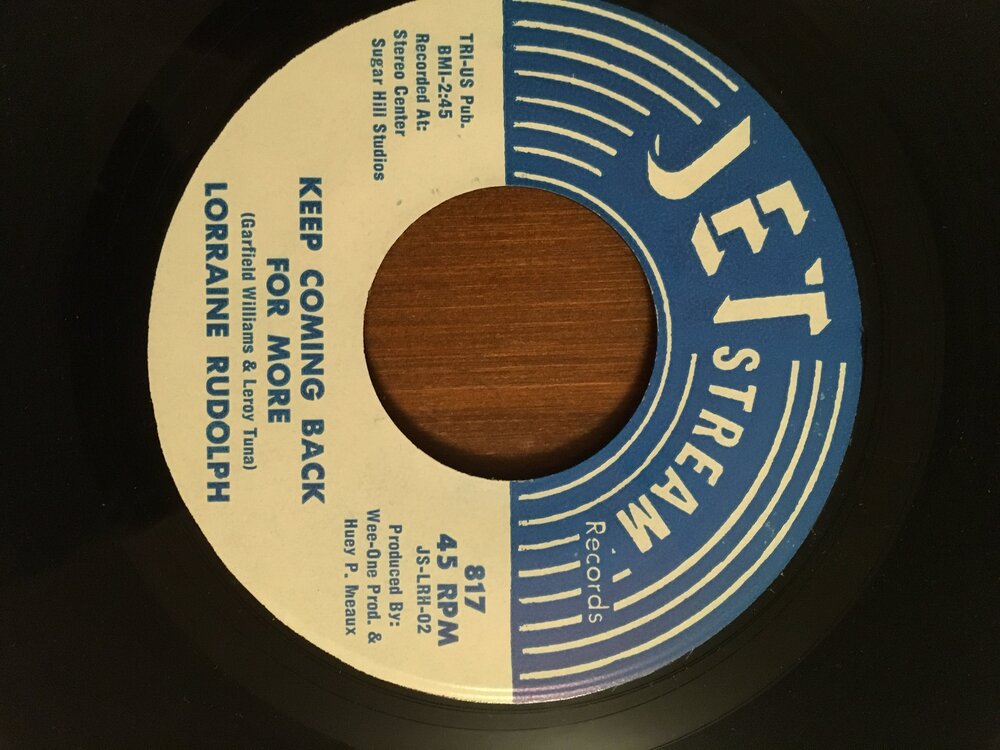 JET STREAM
Records
TRI-US Pub.
BMI-2:45
Recorded At:
Stereo Center
Sugar Hill Studios
817
45 RPM
JS-LRH-02
Produced By:
Wee-One Prod. &
Huey P. Meaux
KEEP COMING BACK
FOR MORE
(Garfield Williams & Leroy Tuna)
LORRAINE RUDOLPH